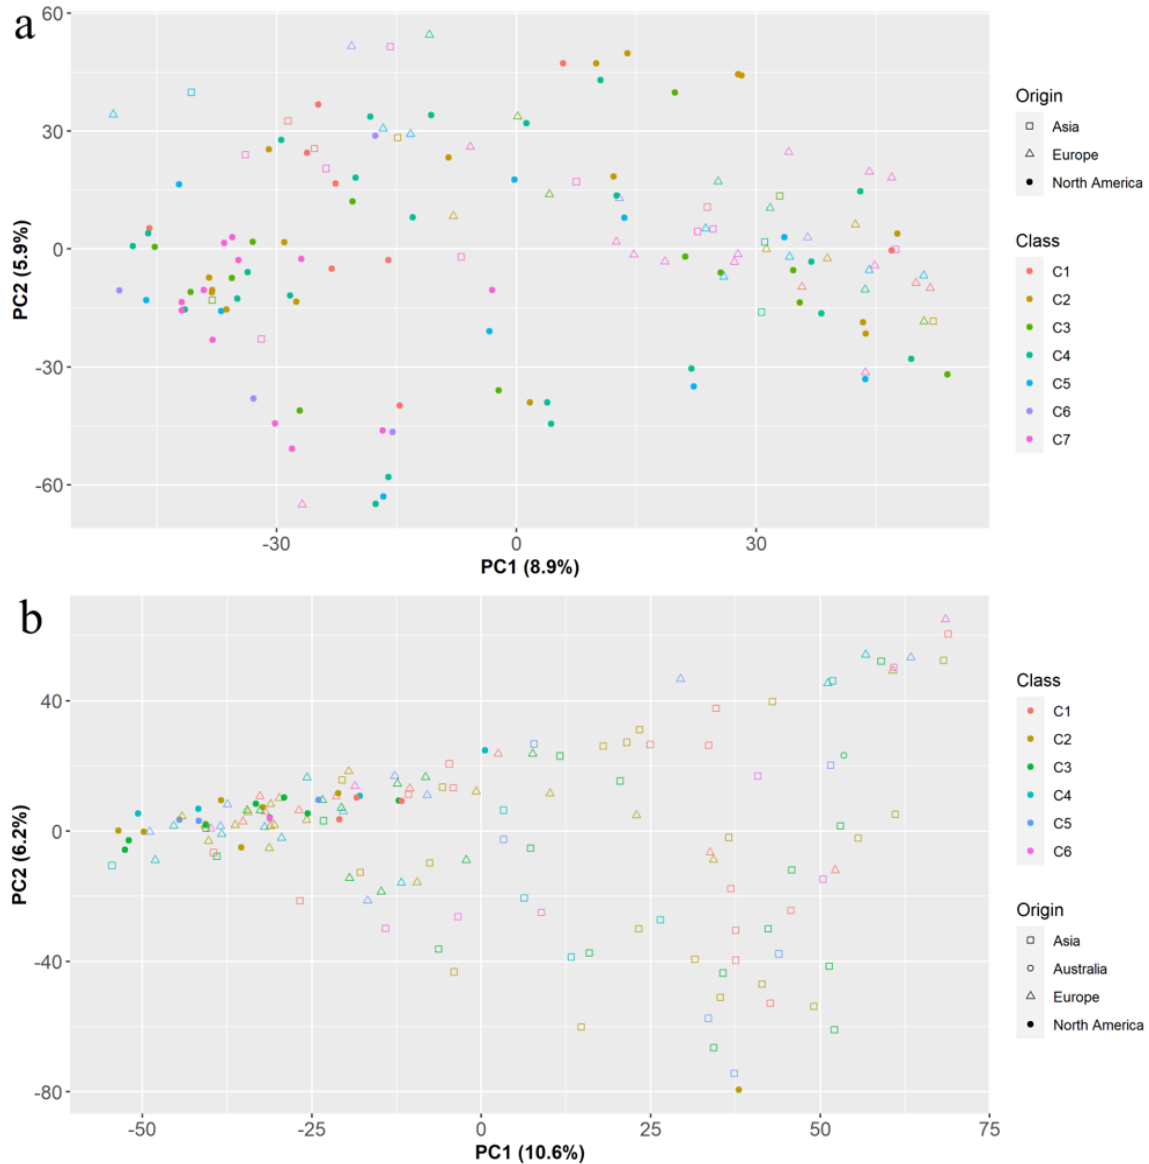 a
60
30
0
-30
-60
PC2 (5.9%)
-30
0
30
PC1 (8.9%)
Origin
Asia
Europe
North America
Class
C1
C2
C3
C4
C5
C6
C7
b
40
0
-40
-80
PC2 (6.2%)
-50
-25
0
25
50
75
PC1 (10.6%)
Class
C1
C2
C3
C4
C5
C6
Origin
Asia
Australia
Europe
North America